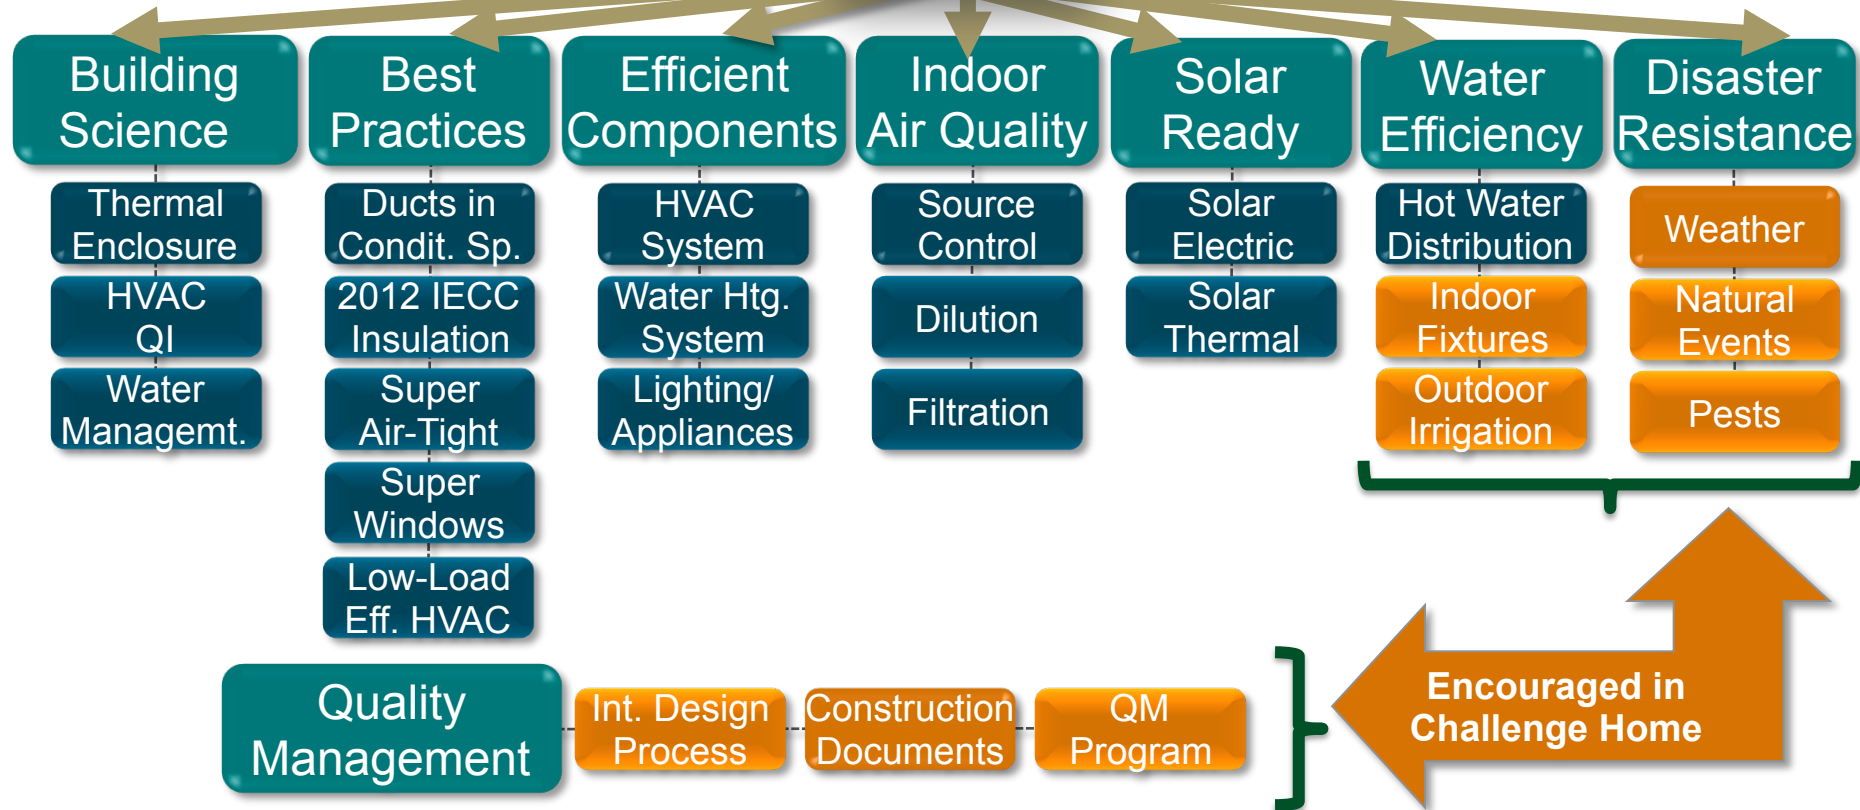 Building
Science
Best
Practices
Efficient
Components
Indoor
Air Quality
Solar
Ready
Water
Efficiency
Disaster
Resistance
Thermal
Enclosure
HVAC
QI
Water
Managemt.
Ducts in
Condit. Sp.
2012 IECC
Insulation
Super
Air-Tight
Super
Windows
Low-Load
Eff. HVAC
HVAC
System
Water Htg.
System
Lighting/
Appliances
Source
Control
Dilution
Filtration
Solar
Electric
Solar
Thermal
Hot Water
Distribution
Indoor
Fixtures
Outdoor
Irrigation
Weather
Natural
Events
Pests
Quality
Management
Int. Design
Process
Construction
Documents
QM
Program
Encouraged in
Challenge Home